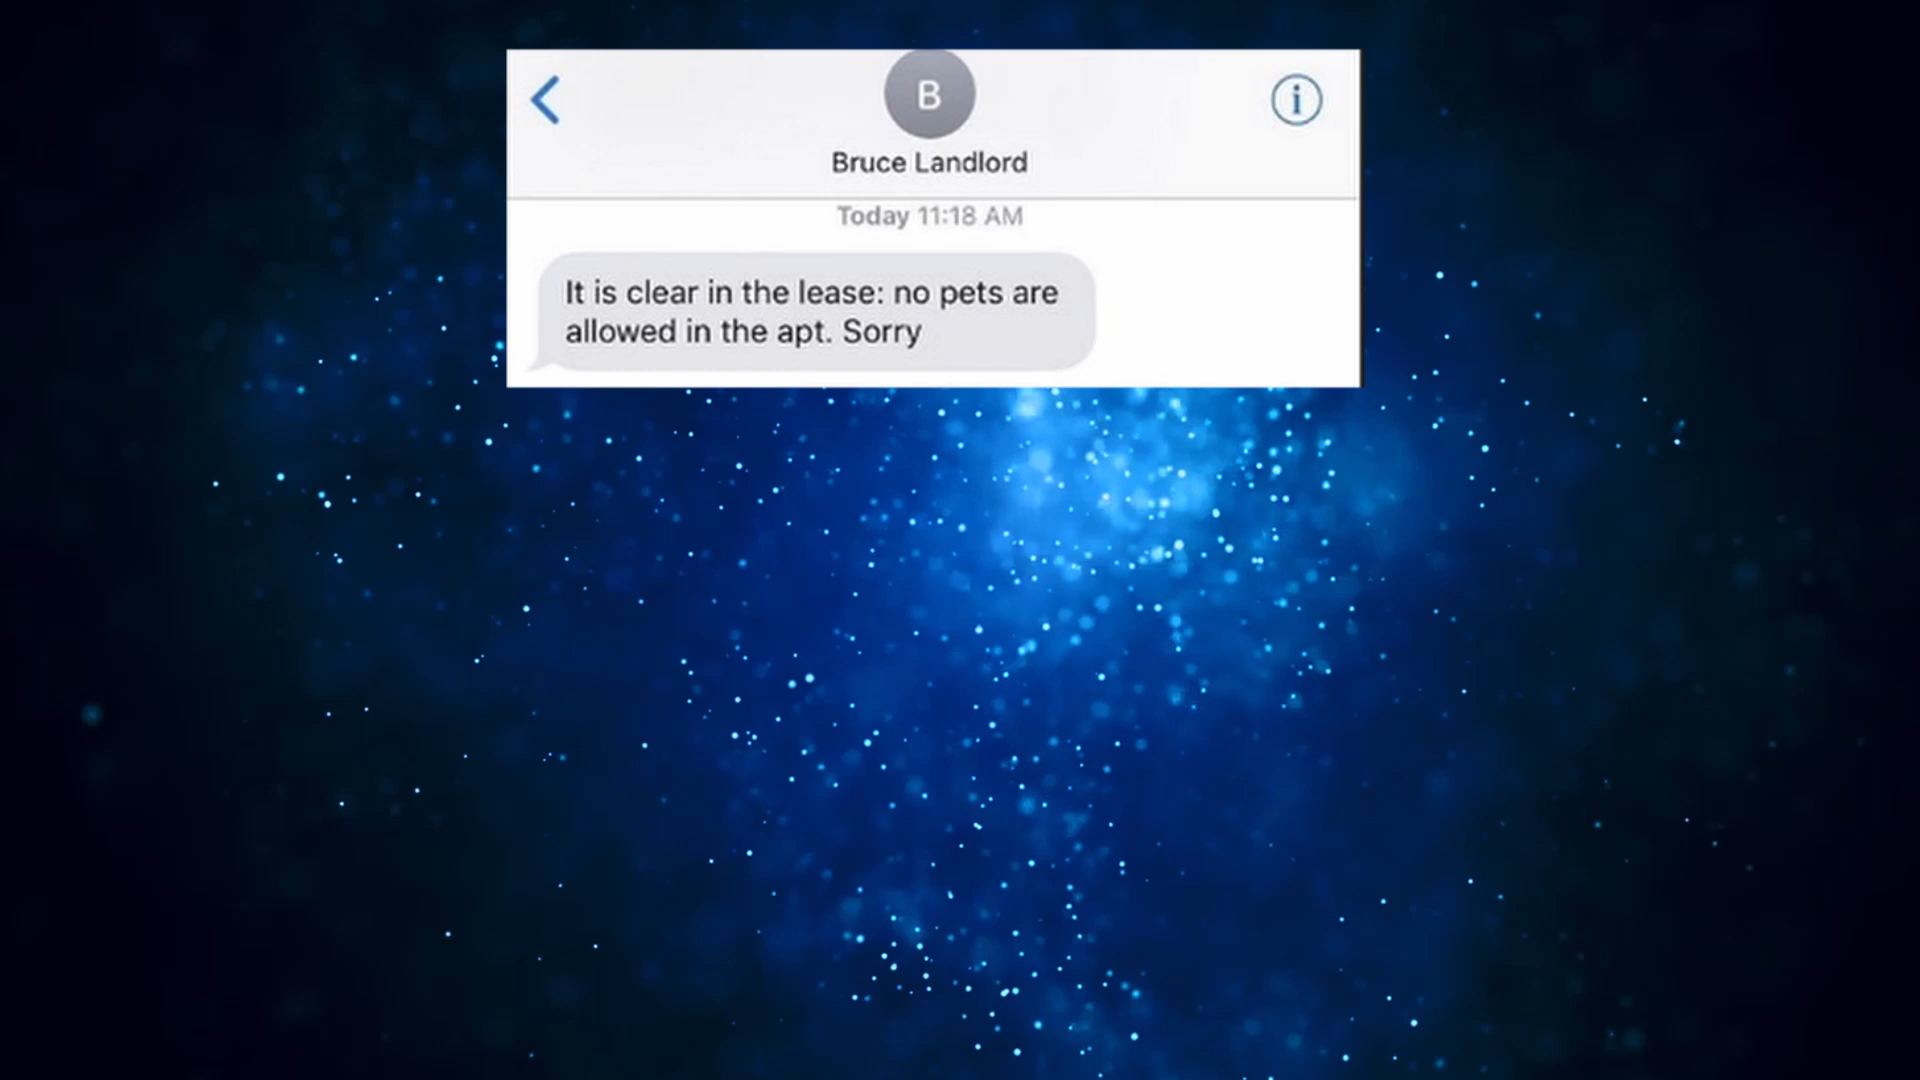 B
Bruce Landlord
Today 11:18 AM
It is clear in the lease: no pets are
allowed in the apt. Sorry